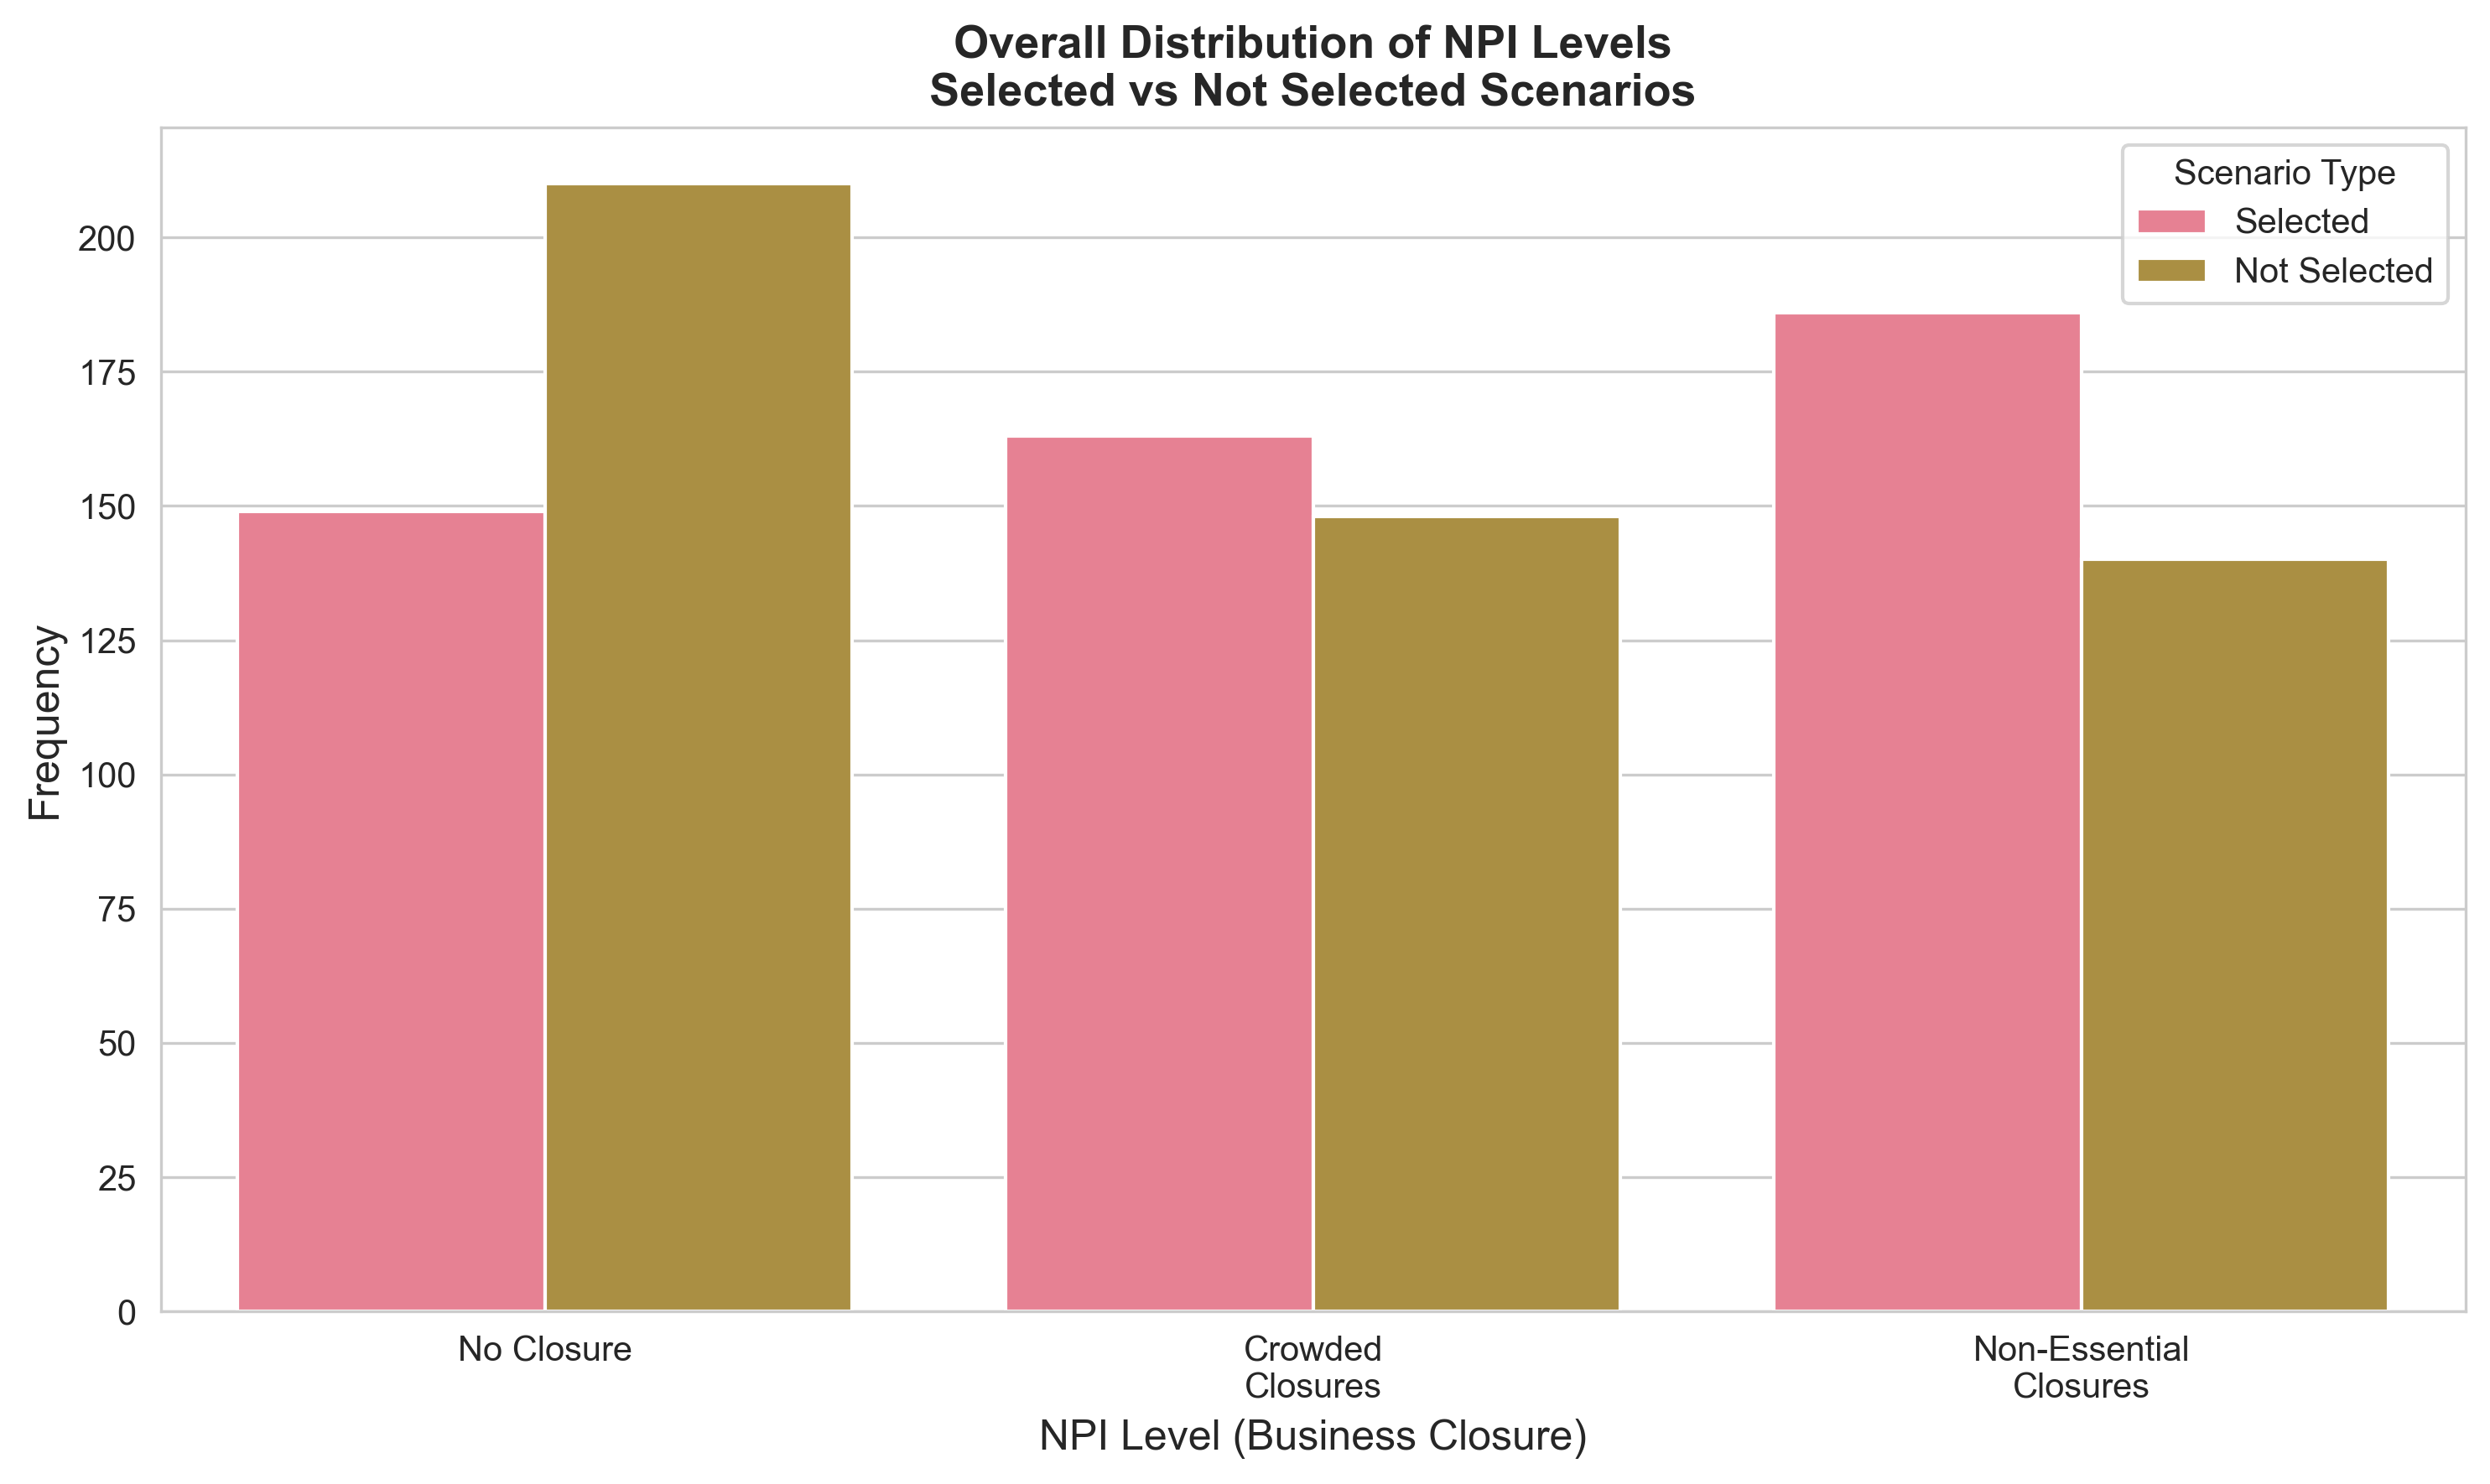 Overall Distribution of NPI Levels
Selected vs Not Selected Scenarios
Scenario Type
Selected
Not Selected
Frequency
200
175
150
125
100
75
50
25
0
No Closure
Crowded
Closures
Non-Essential
Closures
NPI Level (Business Closure)